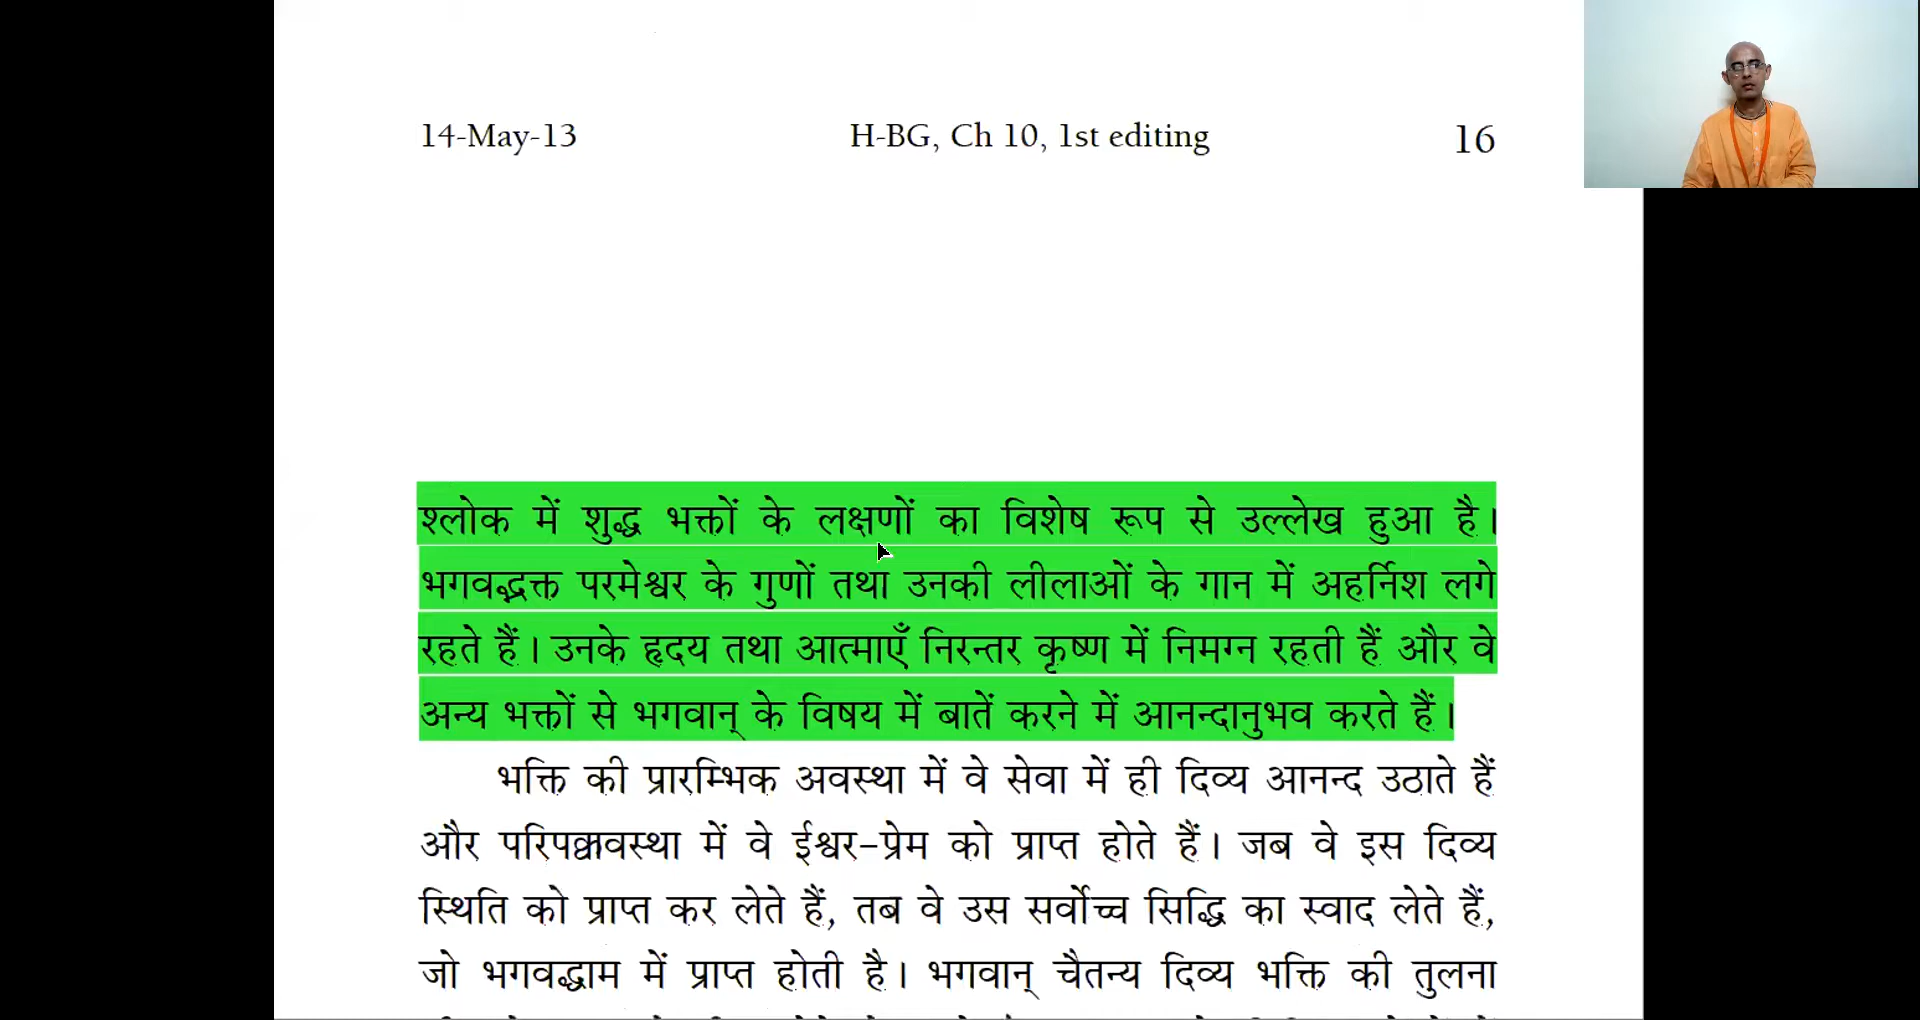 14-May-13 H-BG, Ch 10, 1st editing 16
श्लोक में शुद्ध भक्तों के लक्षणों का विशेष रूप से उल्लेख हुआ है।
भगवद्भक्त परमेश्वर के गुणों तथा उनकी लीलाओं के गान में अहर्निश लगे
रहते हैं। उनके हृदय तथा आत्माएँ निरन्तर कृष्ण में निमग्न रहती हैं और वे
अन्य भक्तों से भगवान् के विषय में बातें करने में आनन्दानुभव करते हैं।
भक्ति की प्रारम्भिक अवस्था में वे सेवा में ही दिव्य आनन्द उठाते हैं
और परिपक्वावस्था में वे ईश्वर-प्रेम को प्राप्त होते हैं। जब वे इस दिव्य
स्थिति को प्राप्त कर लेते हैं, तब वे उस सर्वोच्च सिद्धि का स्वाद लेते हैं,
जो भगवद्धाम में प्राप्त होती है। भगवान् चैतन्य दिव्य भक्ति की तुलना